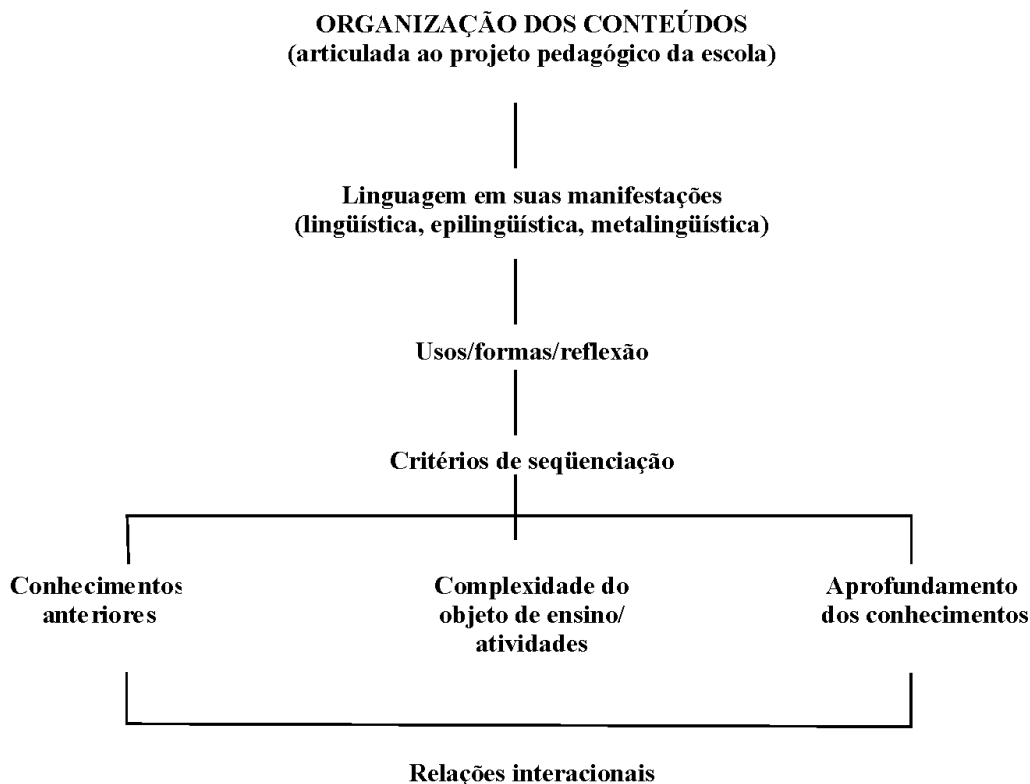 ORGANIZAÇÃO DOS CONTEÚDOS
(articulada ao projeto pedagógico da escola)
Linguagem em suas manifestações
(lingüística, epilingüística, metalingüística)
Usos/formas/reflexão
Critérios de seqüenciação
Conhecimentos
anteriores
Complexidade do
objeto de ensino/
atividades
Aprofundamento
dos conhecimentos
Relações interacionais